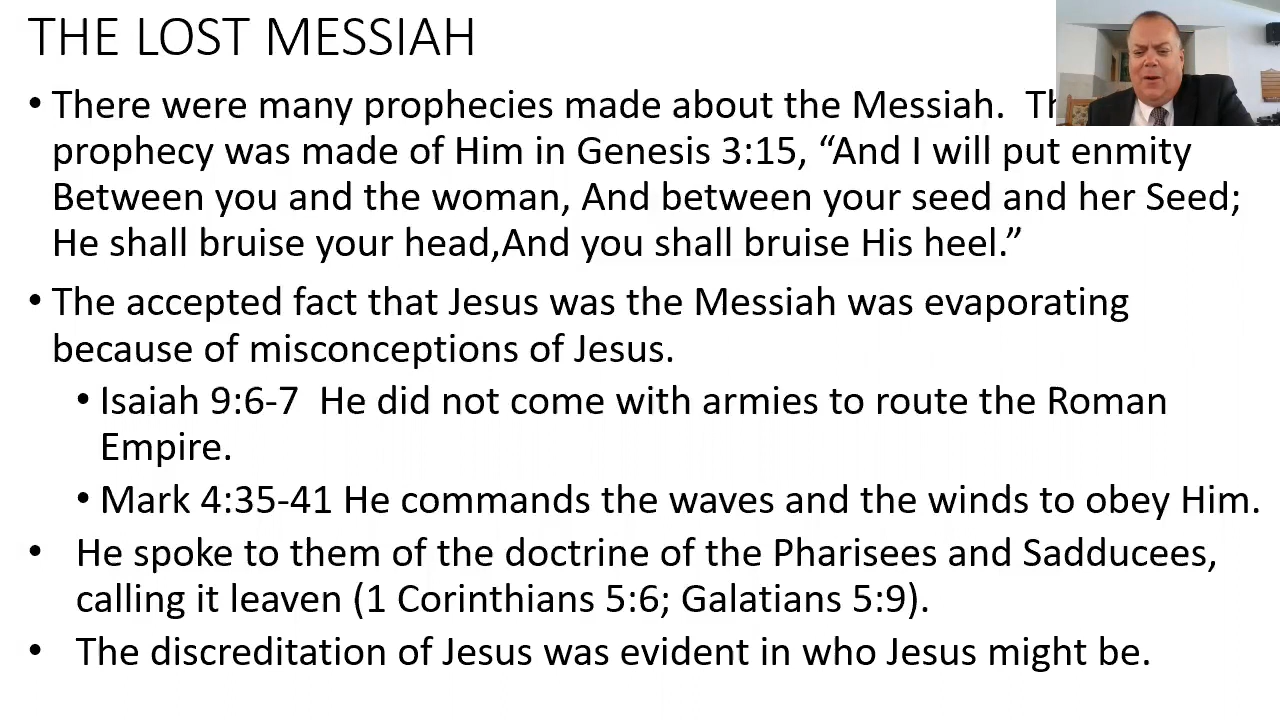 THE LOST MESSIAH
• There were many prophecies made about the Messiah.
prophecy was made of Him in Genesis 3:15, “And I will put enmity
Between you and the woman, And between your seed and her Seed;
He shall bruise your head,And you shall bruise His heel.”
• The accepted fact that Jesus was the Messiah was evaporating
because of misconceptions of Jesus.
• Isaiah 9:6-7  He did not come with armies to route the Roman
Empire.
• Mark 4:35-41 He commands the waves and the winds to obey Him.
• He spoke to them of the doctrine of the Pharisees and Sadducees,
calling it leaven (1 Corinthians 5:6; Galatians 5:9).
• The discreditation of Jesus was evident in who Jesus might be.